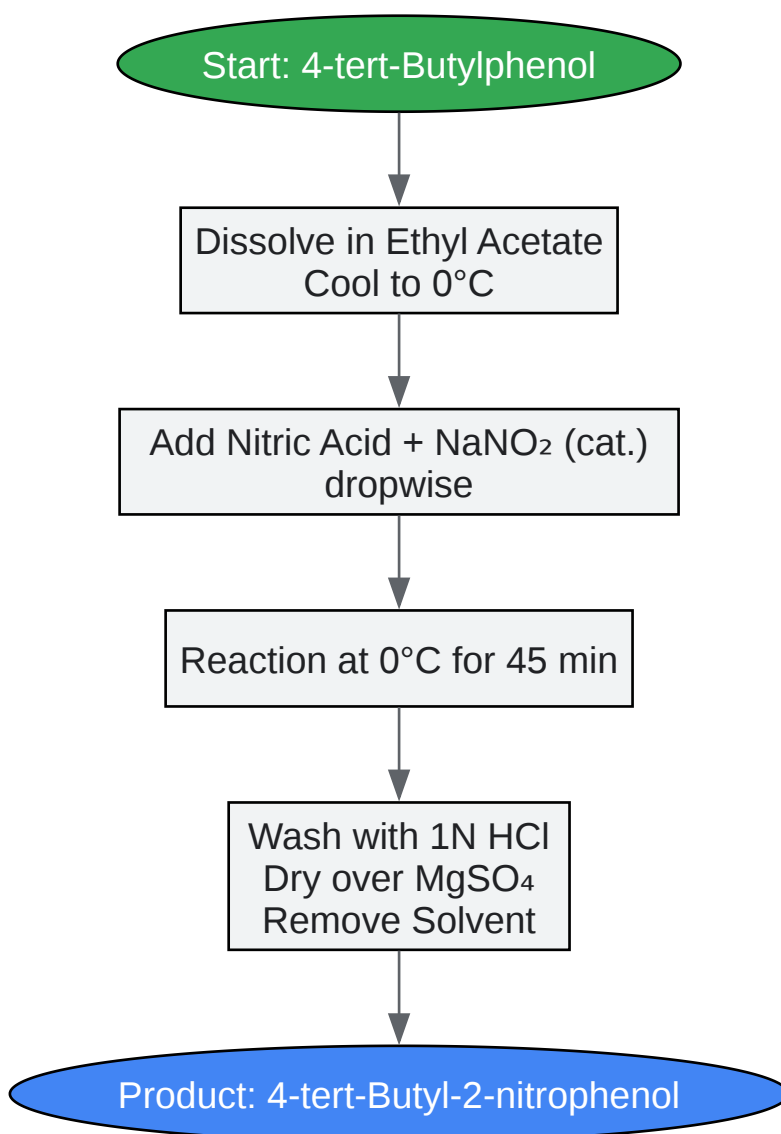 Start: 4-tert-Butylphenol
Dissolve in Ethyl Acetate
Cool to 0°C
Add Nitric Acid + NaNO₂ (cat.)
dropwise
Reaction at 0°C for 45 min
Wash with 1N HCl
Dry over MgSO₄
Remove Solvent
Product: 4-tert-Butyl-2-nitrophenol